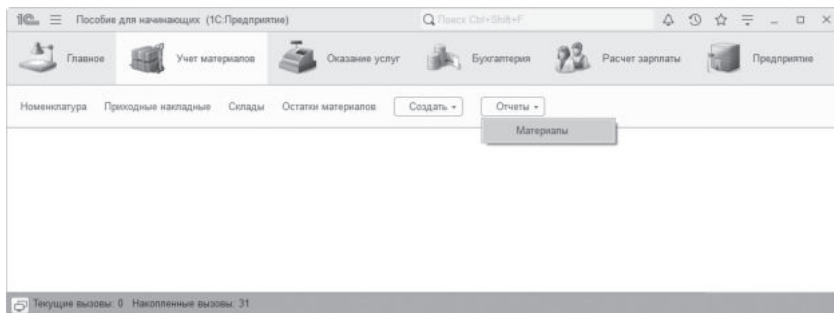 1С Пособие для начинающих (1С:Предприятие) Поиск Ctrl+Shift+F
Главное Учет материалов Оказание услуг Бухгалтерия Расчет зарплаты Предприятие
Номенклатура Приходные накладные Склады Остатки материалов Создать Отчеты
Материалы
Текущие вызовы: 0 Накопленные вызовы: 31